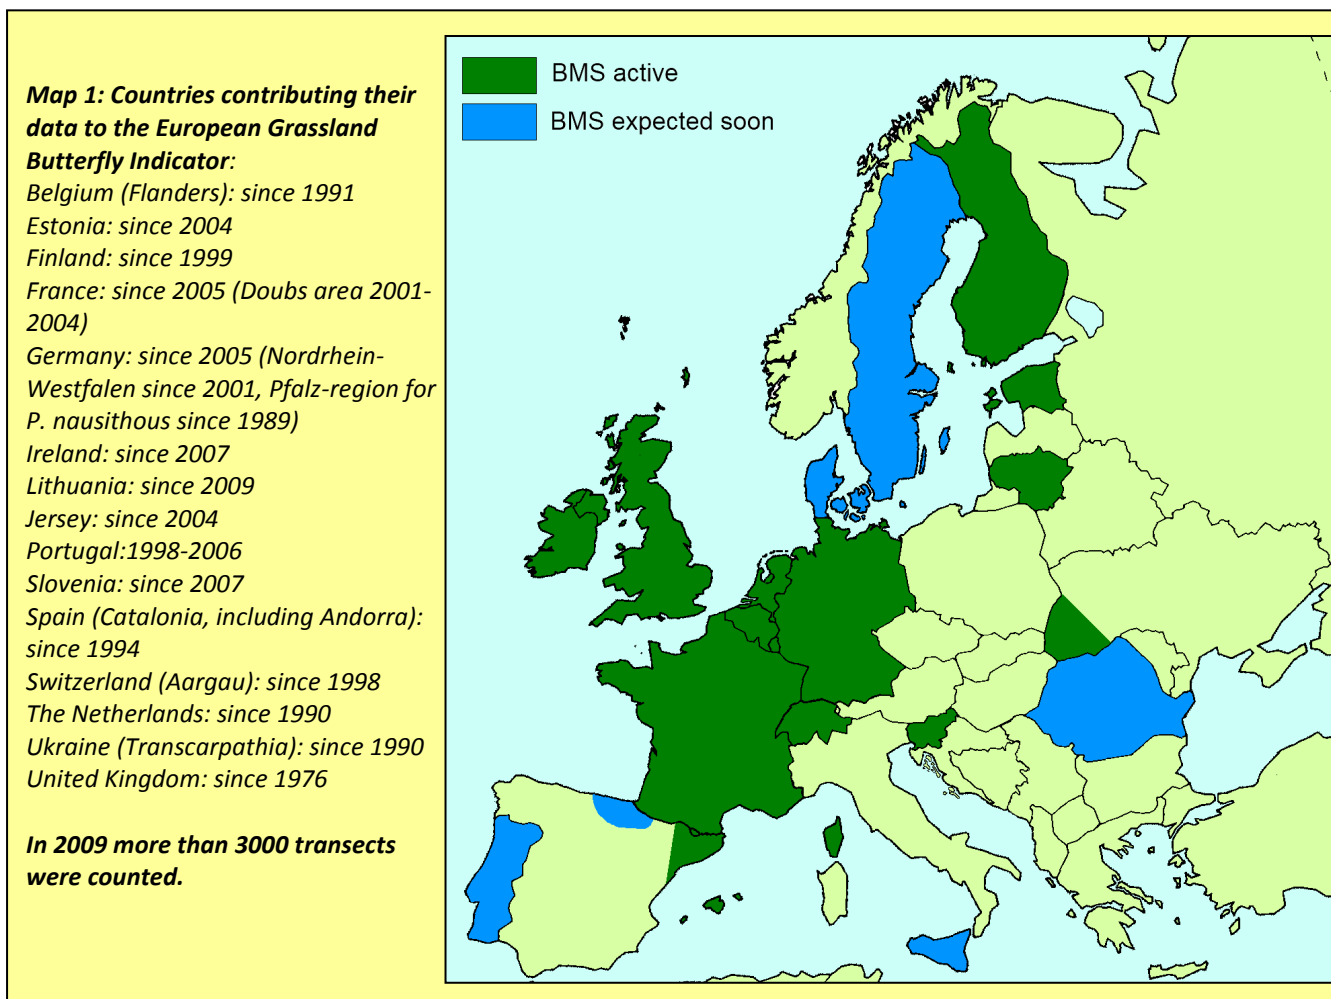 Map 1: Countries contributing their
data to the European Grassland
Butterfly Indicator:
Belgium (Flanders): since 1991
Estonia: since 2004
Finland: since 1999
France: since 2005 (Doubs area 2001-
2004)
Germany: since 2005 (Nordrhein-
Westfalen since 2001, Pfalz-region for
P. nausithous since 1989)
Ireland: since 2007
Lithuania: since 2009
Jersey: since 2004
Portugal:1998-2006
Slovenia: since 2007
Spain (Catalonia, including Andorra):
since 1994
Switzerland (Aargau): since 1998
The Netherlands: since 1990
Ukraine (Transcarpathia): since 1990
United Kingdom: since 1976
In 2009 more than 3000 transects
were counted.
BMS active
BMS expected soon